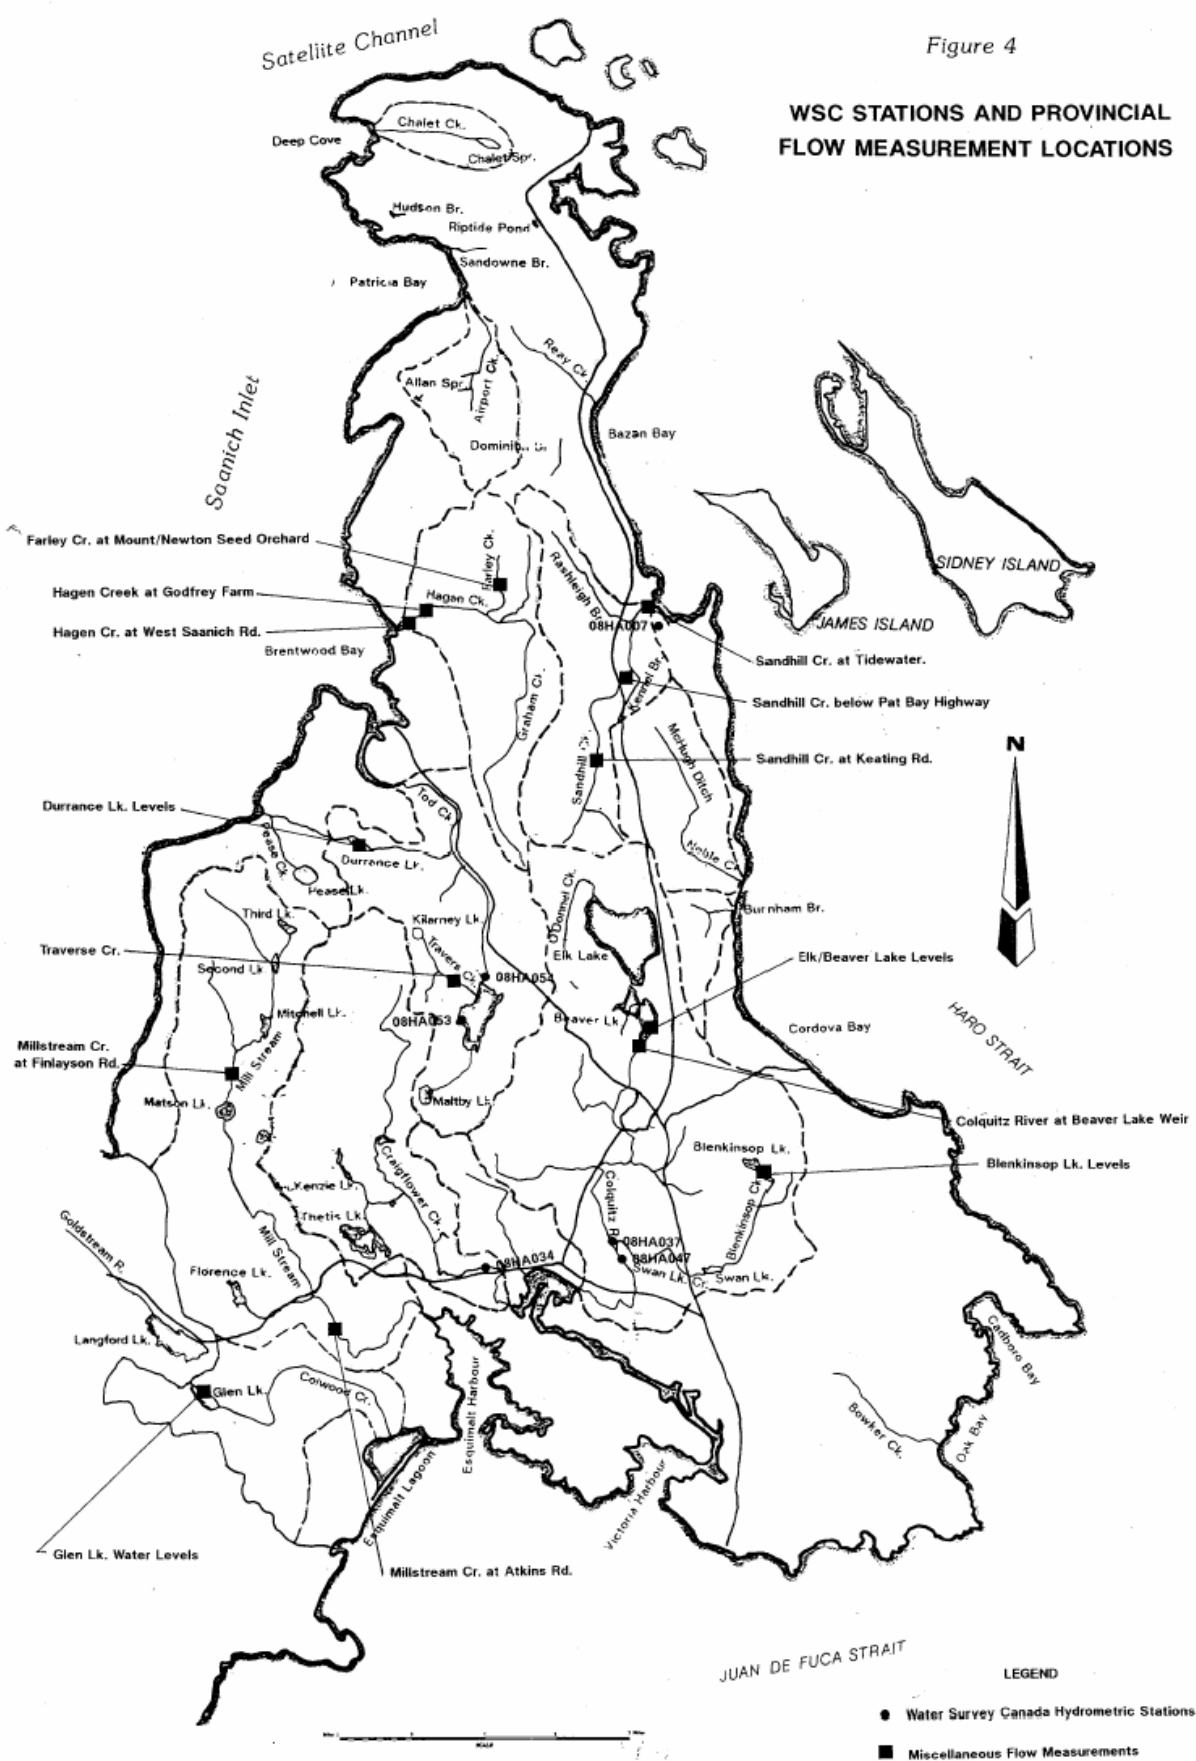 Satellite Channel
Figure 4
WSC STATIONS AND PROVINCIAL
FLOW MEASUREMENT LOCATIONS
Chalet Ck.
Deep Cove
Chalet Spr.
Hudson Br.
Riptide Pond
Sandowne Br.
Patricia Bay
Reay Ck.
Allan Spr.
Airport Ck.
Saanich Inlet
Bazan Bay
Farley Cr. at Mount/Newton Seed Orchard
Farley Ck.
Rashleigh Br.
SIDNEY ISLAND
Hagen Creek at Godfrey Farm
Hagen Ck.
JAMES ISLAND
08HA007
Hagen Cr. at West Saanich Rd.
Brentwood Bay
Sandhill Cr. at Tidewater.
Kennel Br.
Sandhill Cr. below Pat Bay Highway
Graham Ck.
McHugh Ditch
N
Sandhill Ck.
Sandhill Cr. at Keating Rd.
Tod Ck.
Durrance Lk. Levels
Pease Ck.
Durrance Lk.
Noble C
Pease Lk.
O'Donnel Ck.
Third Lk.
Kilarney Lk.
Burnham Br.
Traverse Cr.
Travers Ck.
Elk Lake
Elk/Beaver Lake Levels
Second Lk
08HA054
Mitchell Lk.
08HA053
Beaver Lk
Cordova Bay
HARO STRAIT
Millstream Cr.
at Finlayson Rd.
Mill Stream
Matson Lk.
Maltby Lk
Colquitz River at Beaver Lake Weir
Blenkinsop Lk.
Blenkinsop Lk. Levels
Craigflower Ck.
Kenzie Lk.
Colquitz R
Blenkinsop Ck
Thetis Lk.
Goldstream R.
Mill Stream
08HA037
08HA047
08HA034
Swan Lk. Cr.
Swan Lk.
Florence Lk.
Langford Lk.
Cadboro Bay
Glen Lk.
Colwood Cr.
Esquimalt Harbour
Bowker Ck.
Oak Bay
Esquimalt Lagoon
Victoria Harbour
Glen Lk. Water Levels
Millstream Cr. at Atkins Rd.
JUAN DE FUCA STRAIT
LEGEND
Water Survey Canada Hydrometric Stations
Miscellaneous Flow Measurements
SCALE